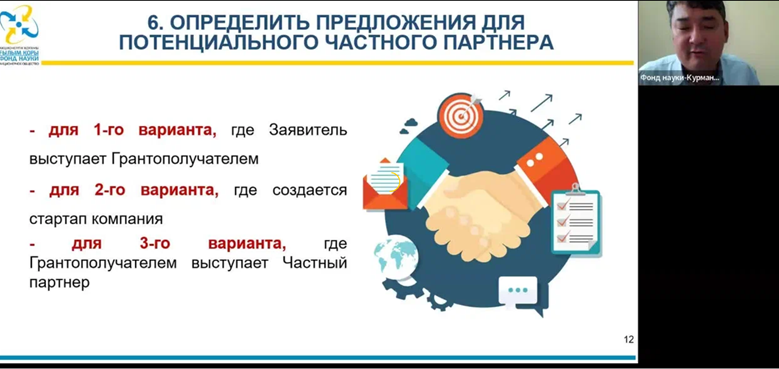 6. ОПРЕДЕЛИТЬ ПРЕДЛОЖЕНИЯ ДЛЯ
ПОТЕНЦИАЛЬНОГО ЧАСТНОГО ПАРТНЕРА
ҒЫЛЫМ ҚОРЫ
ФОНД НАУКИ
Фонд науки-Курман...
- для 1-го варианта, где Заявитель
выступает Грантополучателем
- для 2-го варианта, где создается
стартап компания
- для 3-го варианта, где
Грантополучателем выступает Частный
партнер
12